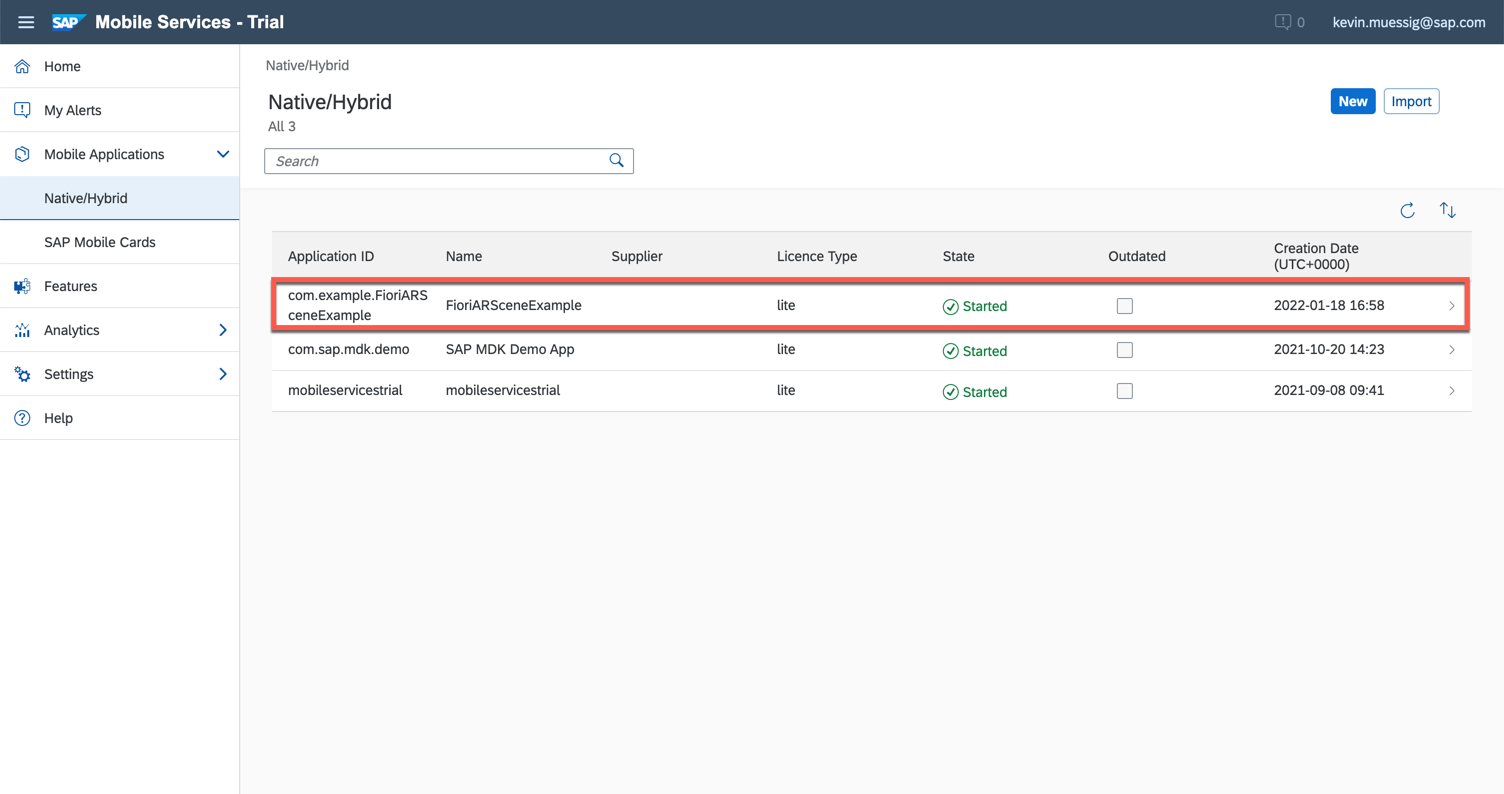 SAP Mobile Services - Trial
0
kevin.muessig@sap.com
Home
My Alerts
Mobile Applications
Native/Hybrid
SAP Mobile Cards
Features
Analytics
Settings
Help
Native/Hybrid
Native/Hybrid
New
Import
All 3
Search
Application ID Name Supplier Licence Type State Outdated Creation Date
(UTC+0000)
com.example.FioriARS
ceneExample
FioriARSceneExample lite Started 2022-01-18 16:58
com.sap.mdk.demo SAP MDK Demo App lite Started 2021-10-20 14:23
mobileservicestrial mobileservicestrial lite Started 2021-09-08 09:41